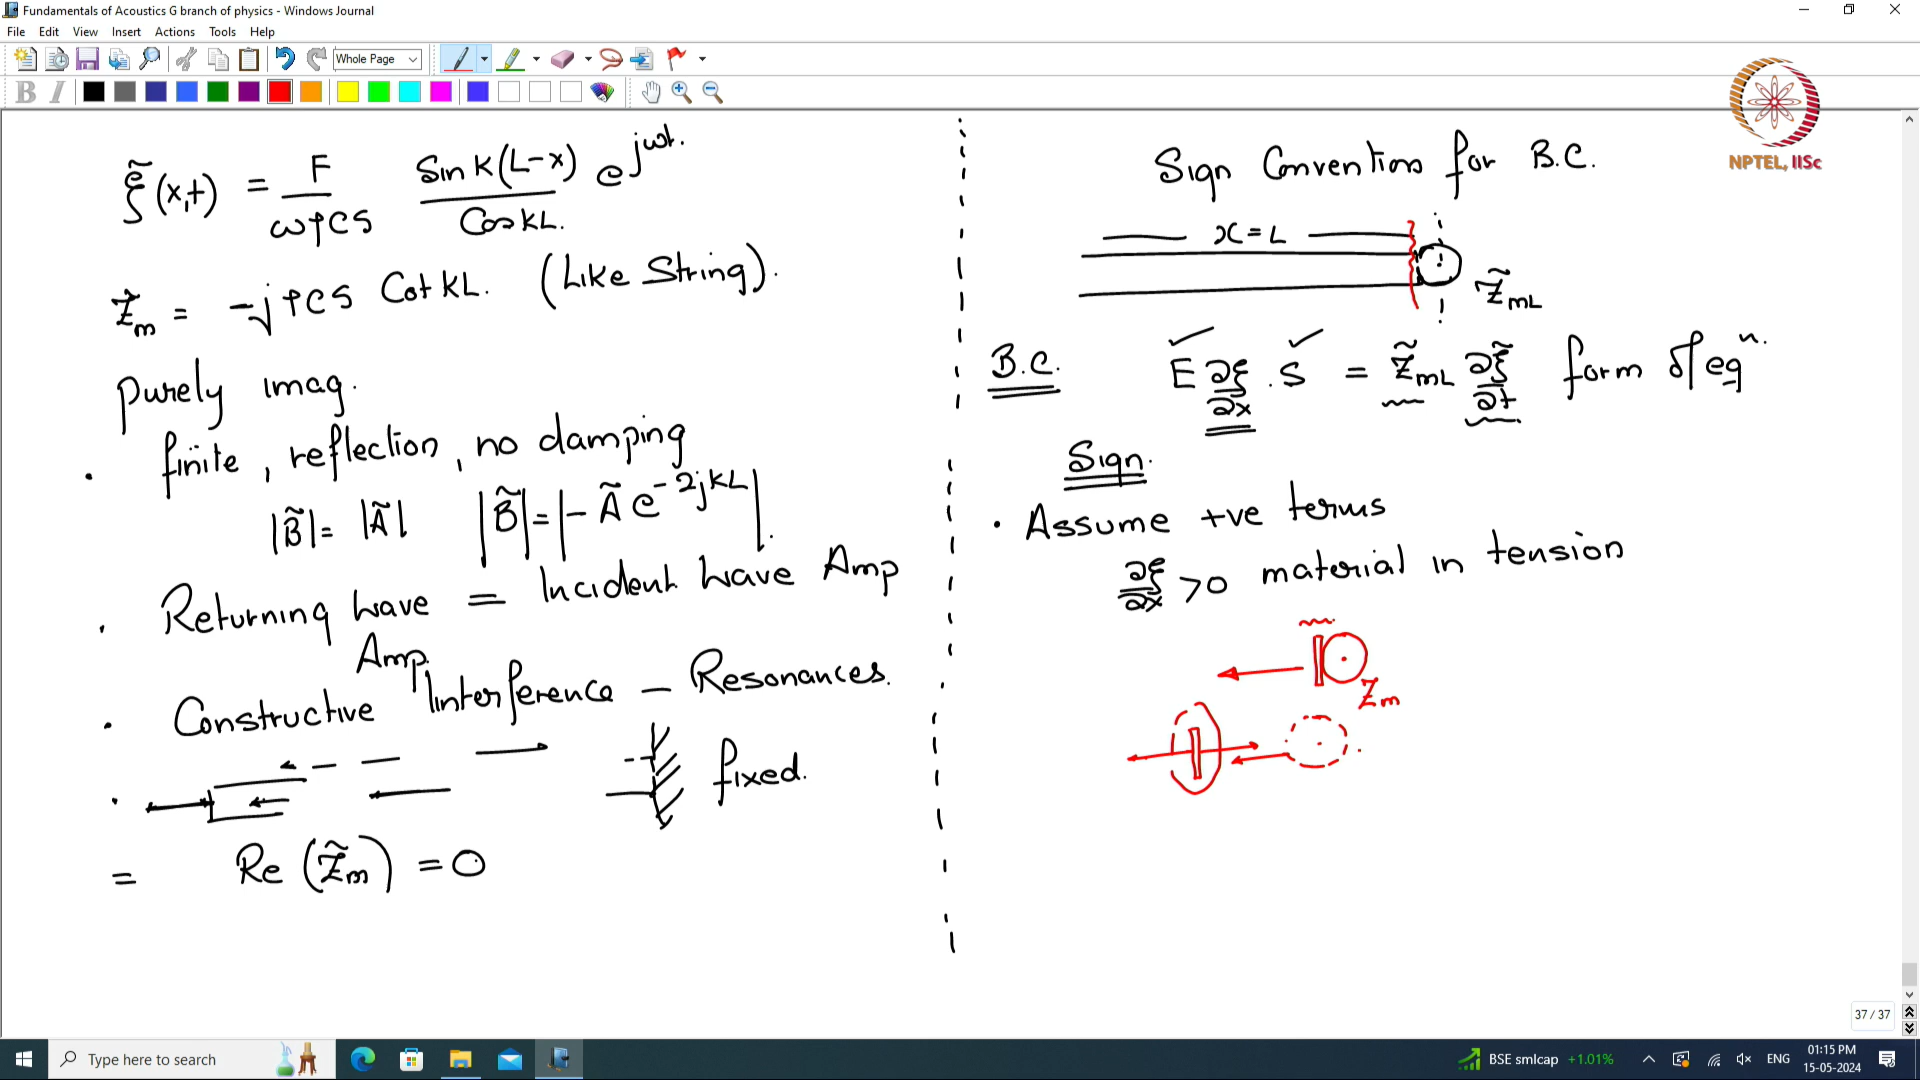 Fundamentals of Acoustics G branch of physics - Windows Journal
File Edit View Insert Actions Tools Help
Whole Page
B I
NPTEL, IISc
ξ̃(x,t) = F/ωρcS Sin k(L-x)/Cos kL. e^jωt.
Z̃m = -jρcS Cot kL. (Like String).
purely imag.
. finite, reflection, no damping
|B̃| = |Ã| |B̃| = |-Ã e^-2jkL|.
. Returning wave = Incident wave Amp
Amp.
. Constructive Interference - Resonances.
. fixed.
= Re (Z̃m) = 0
Sign Convention for B.C.
x = L
Z̃mL
B.C. E ∂ξ̃/∂x . S = Z̃mL ∂ξ̃/∂t form of eqn.
Sign.
. Assume +ve terms
∂ξ/∂x > 0 material in tension
Zm
37 / 37
Type here to search
BSE smlcap +1.01%
ENG
01:15 PM
15-05-2024